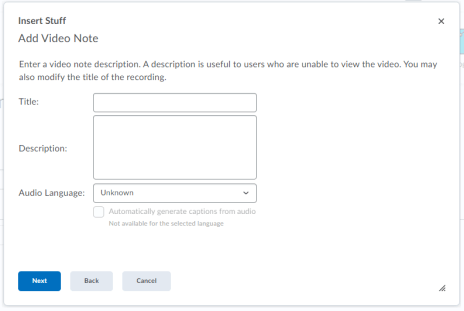 Insert Stuff
Add Video Note
Enter a video note description. A description is useful to users who are unable to view the video. You may
also modify the title of the recording.
Title:
Description:
Audio Language: Unknown
Automatically generate captions from audio
Not available for the selected language
Next Back Cancel